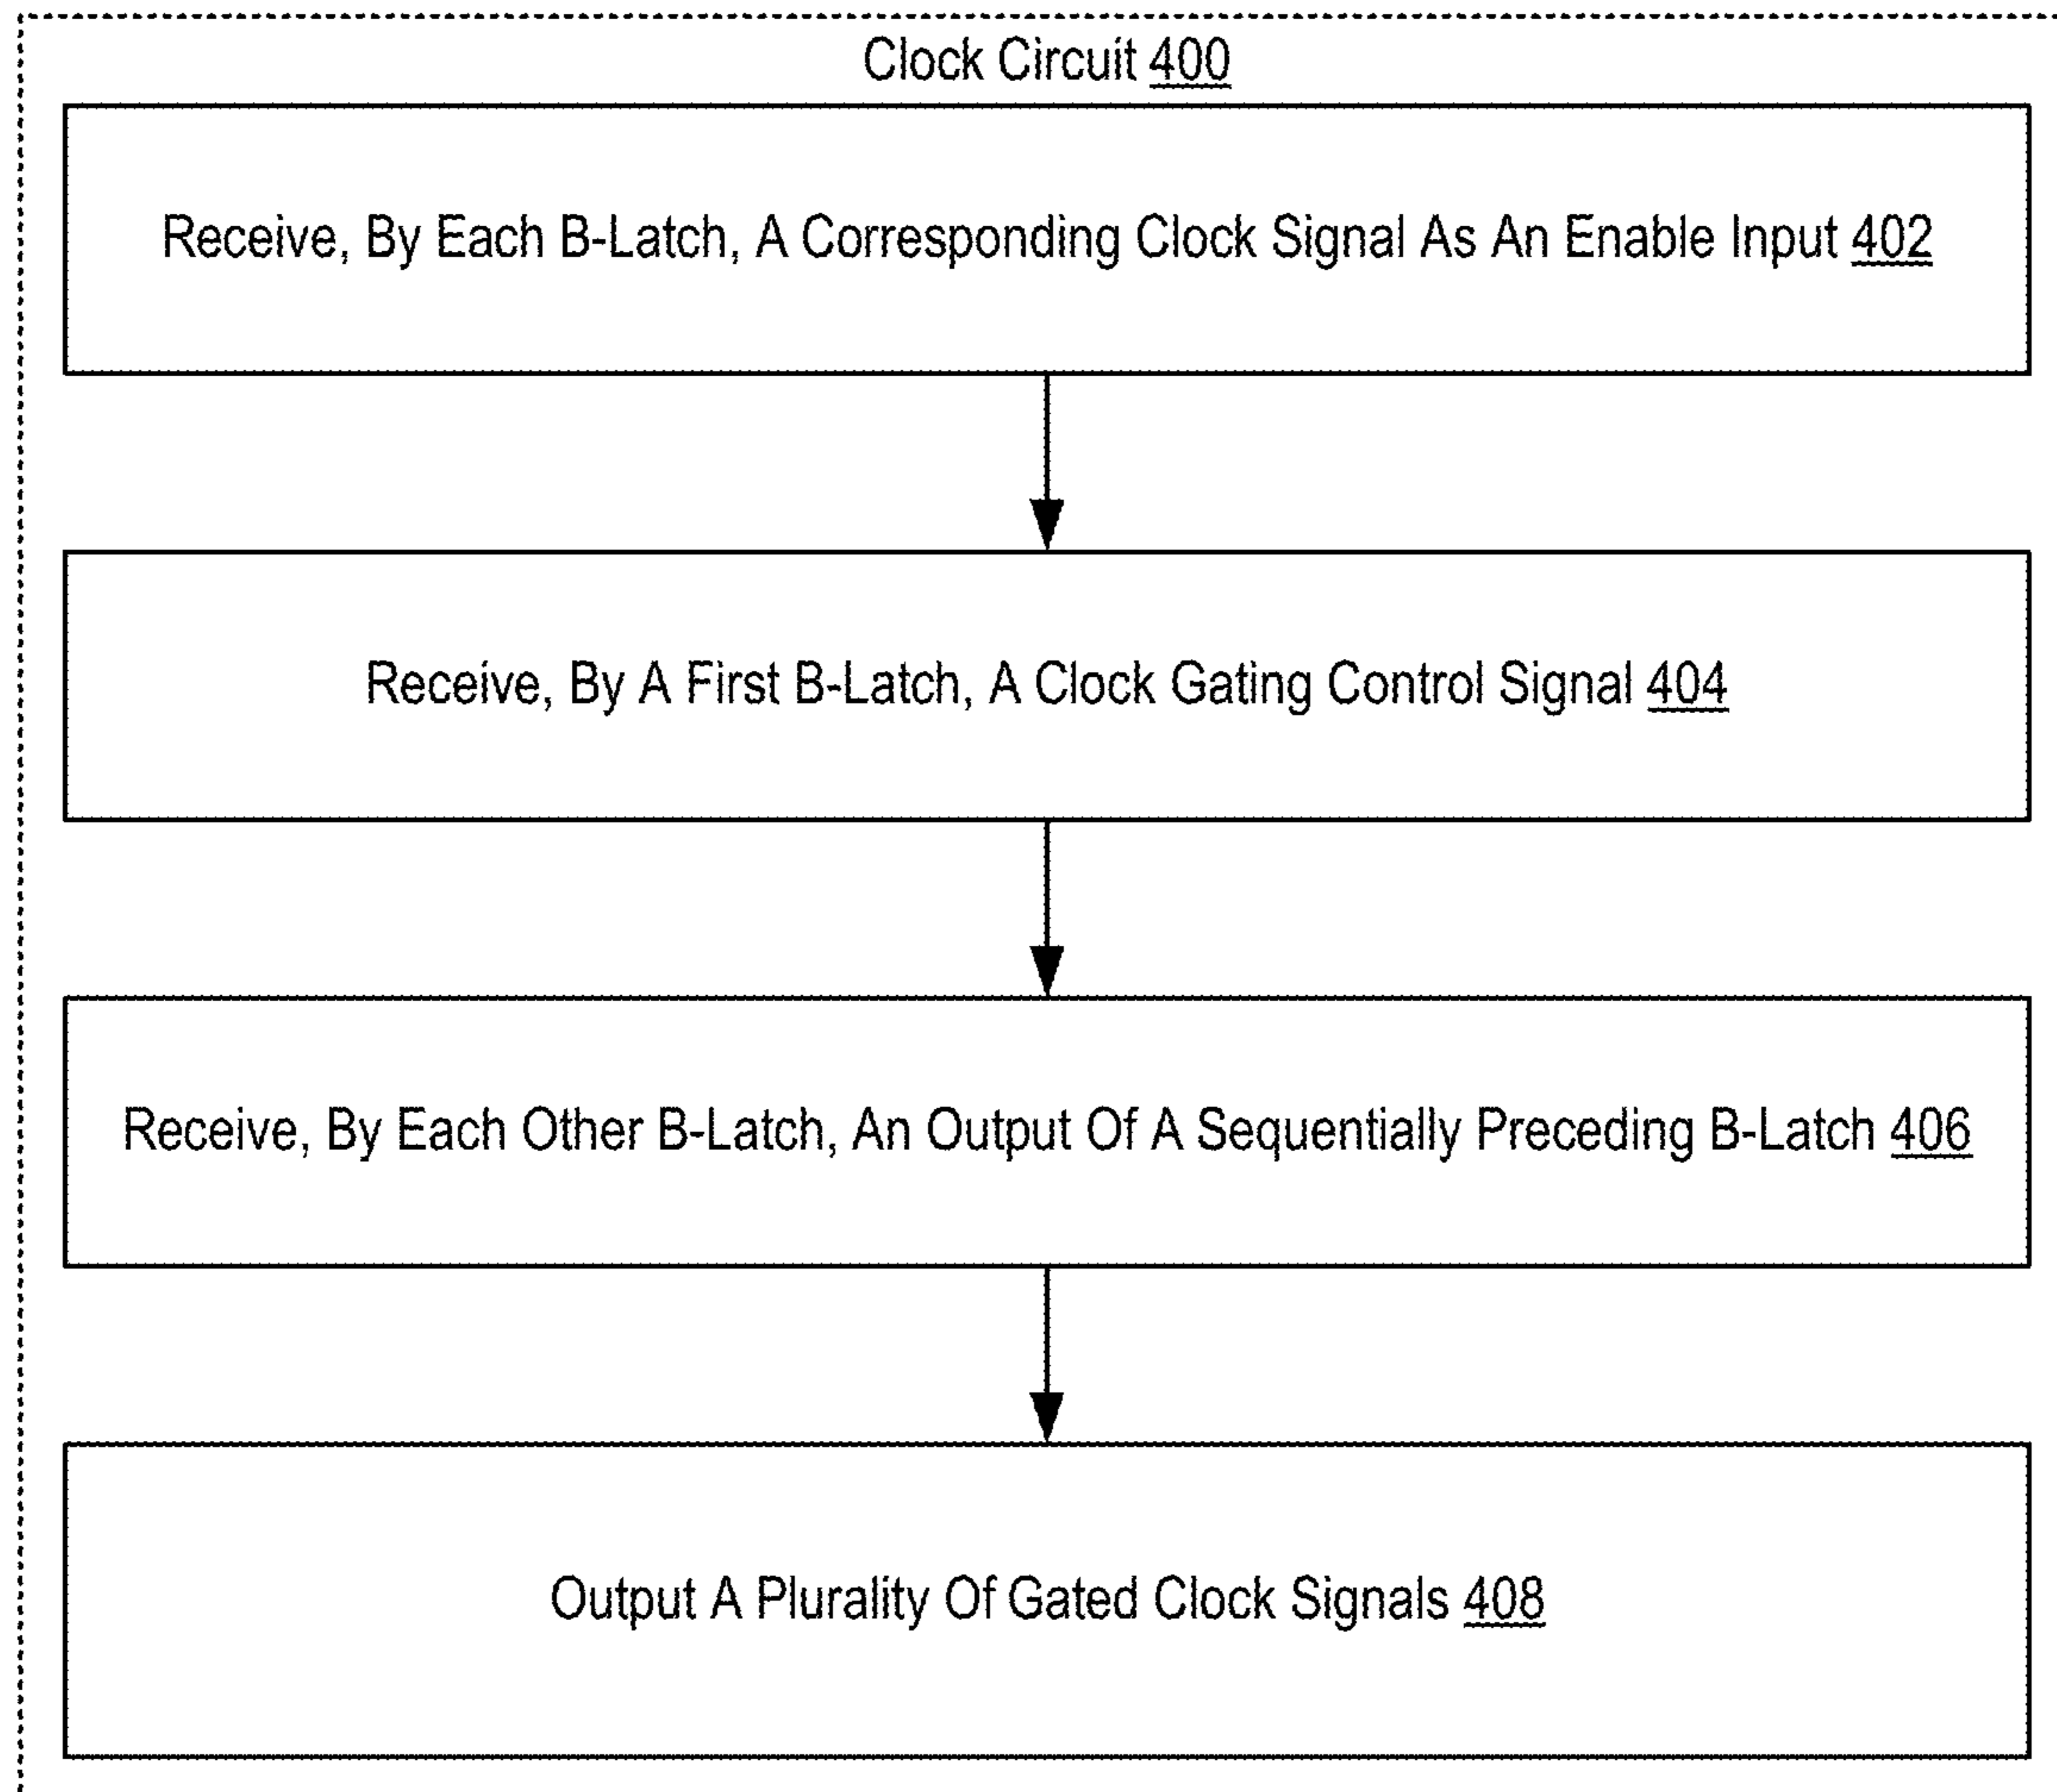 Clock Circuit 400
Receive, By Each B-Latch, A Corresponding Clock Signal As An Enable Input 402
Receive, By A First B-Latch, A Clock Gating Control Signal 404
Receive, By Each Other B-Latch, An Output Of A Sequentially Preceding B-Latch 406
Output A Plurality Of Gated Clock Signals 408